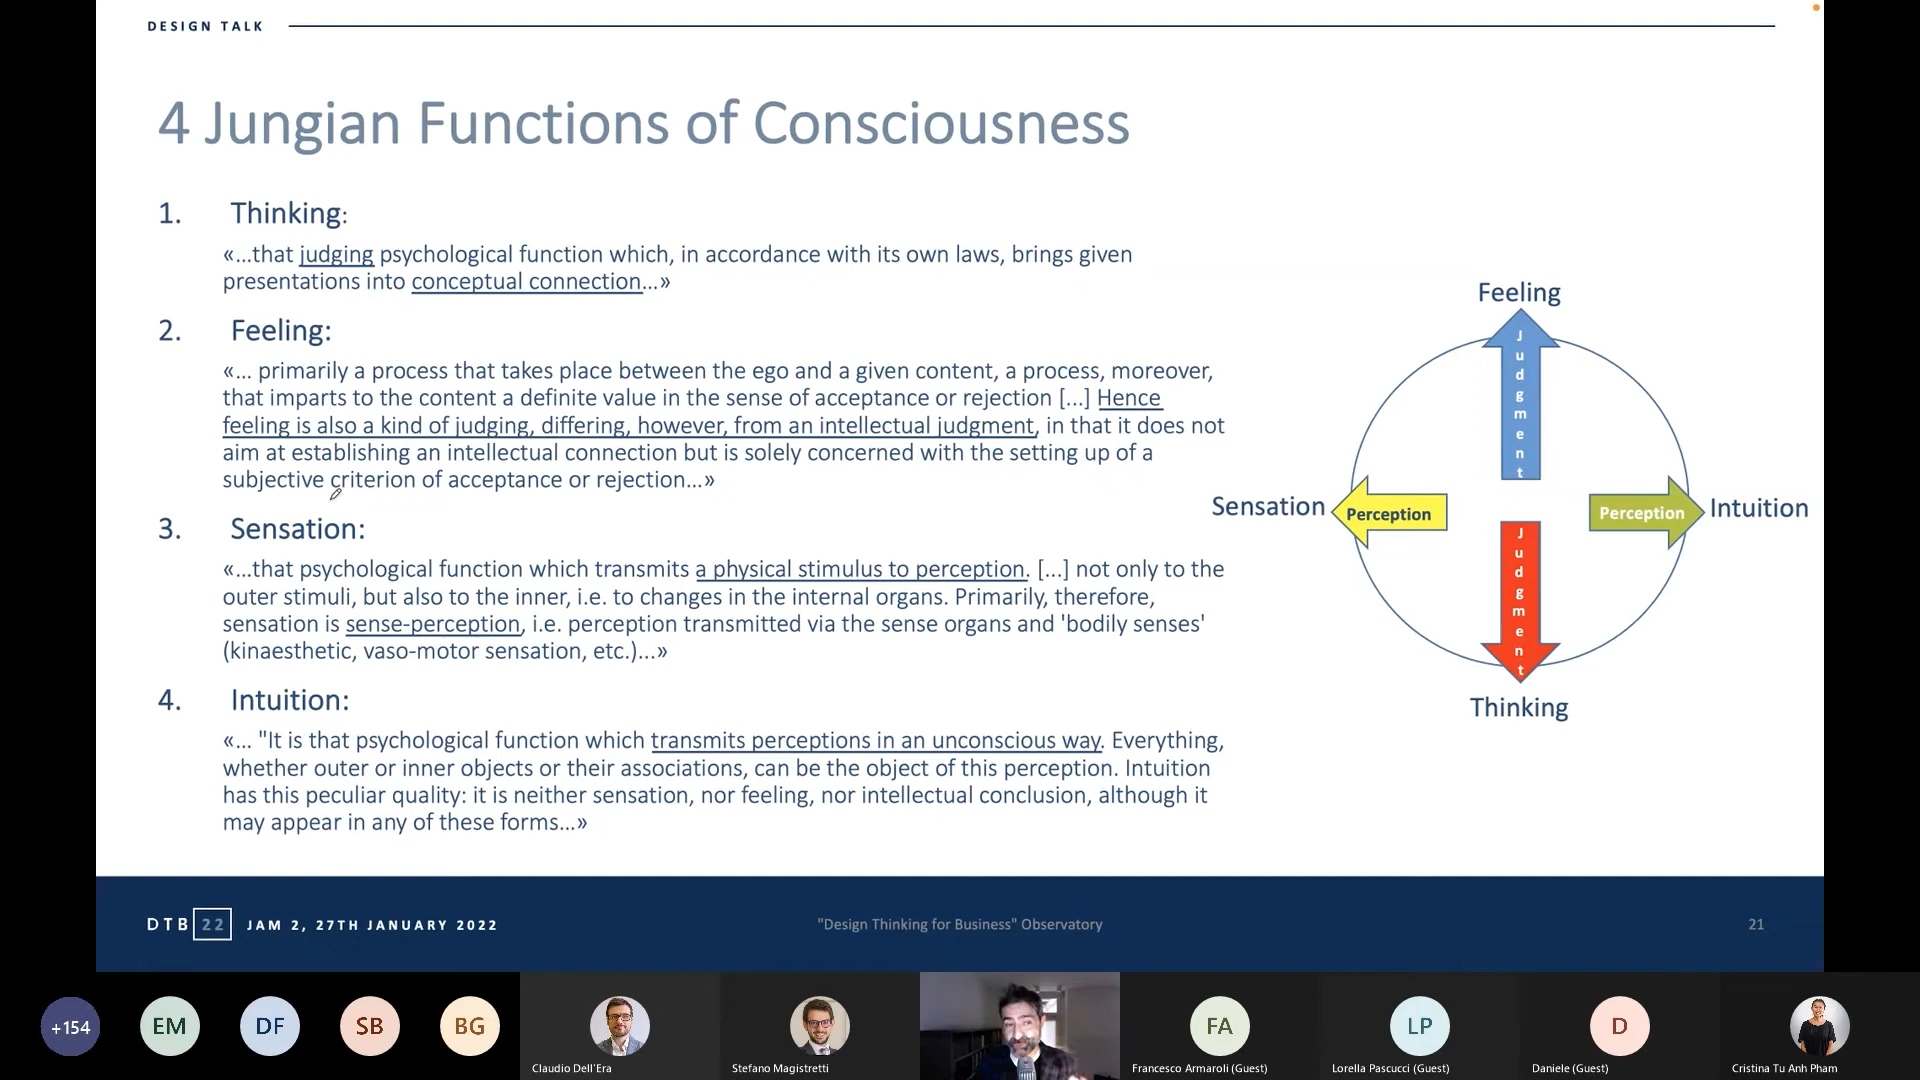 DESIGN TALK
4 Jungian Functions of Consciousness
1. Thinking:
«...that judging psychological function which, in accordance with its own laws, brings given
presentations into conceptual connection...»
2. Feeling:
«... primarily a process that takes place between the ego and a given content, a process, moreover,
that imparts to the content a definite value in the sense of acceptance or rejection [...] Hence
feeling is also a kind of judging, differing, however, from an intellectual judgment, in that it does not
aim at establishing an intellectual connection but is solely concerned with the setting up of a
subjective criterion of acceptance or rejection...»
3. Sensation:
«...that psychological function which transmits a physical stimulus to perception. [...] not only to the
outer stimuli, but also to the inner, i.e. to changes in the internal organs. Primarily, therefore,
sensation is sense-perception, i.e. perception transmitted via the sense organs and 'bodily senses'
(kinaesthetic, vaso-motor sensation, etc.)...»
4. Intuition:
«... "It is that psychological function which transmits perceptions in an unconscious way. Everything,
whether outer or inner objects or their associations, can be the object of this perception. Intuition
has this peculiar quality: it is neither sensation, nor feeling, nor intellectual conclusion, although it
may appear in any of these forms...»
Feeling
Judgment
Sensation
Perception
Perception
Intuition
Judgment
Thinking
DTB 22 JAM 2, 27TH JANUARY 2022
"Design Thinking for Business" Observatory
21
+154
EM
DF
SB
BG
Claudio Dell'Era
Stefano Magistretti
FA
Francesco Armaroli (Guest)
LP
Lorella Pascucci (Guest)
D
Daniele (Guest)
Cristina Tu Anh Pham